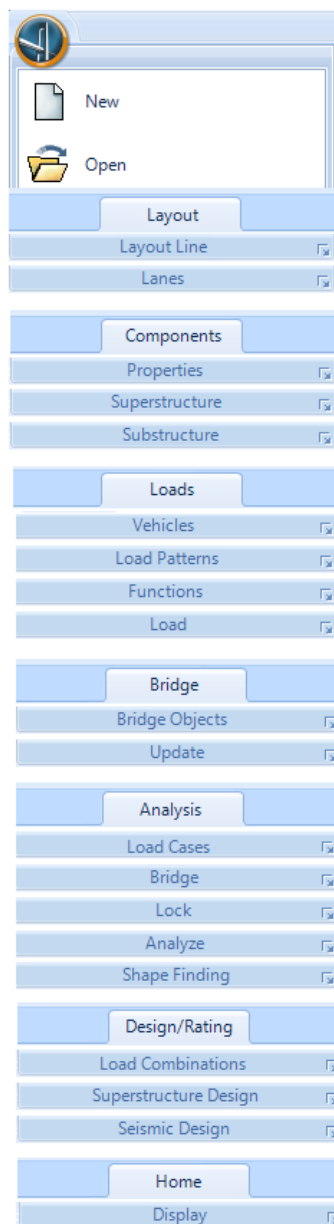 New
Open
Layout
Layout Line
Lanes
Components
Properties
Superstructure
Substructure
Loads
Vehicles
Load Patterns
Functions
Load
Bridge
Bridge Objects
Update
Analysis
Load Cases
Bridge
Lock
Analyze
Shape Finding
Design/Rating
Load Combinations
Superstructure Design
Seismic Design
Home
Display